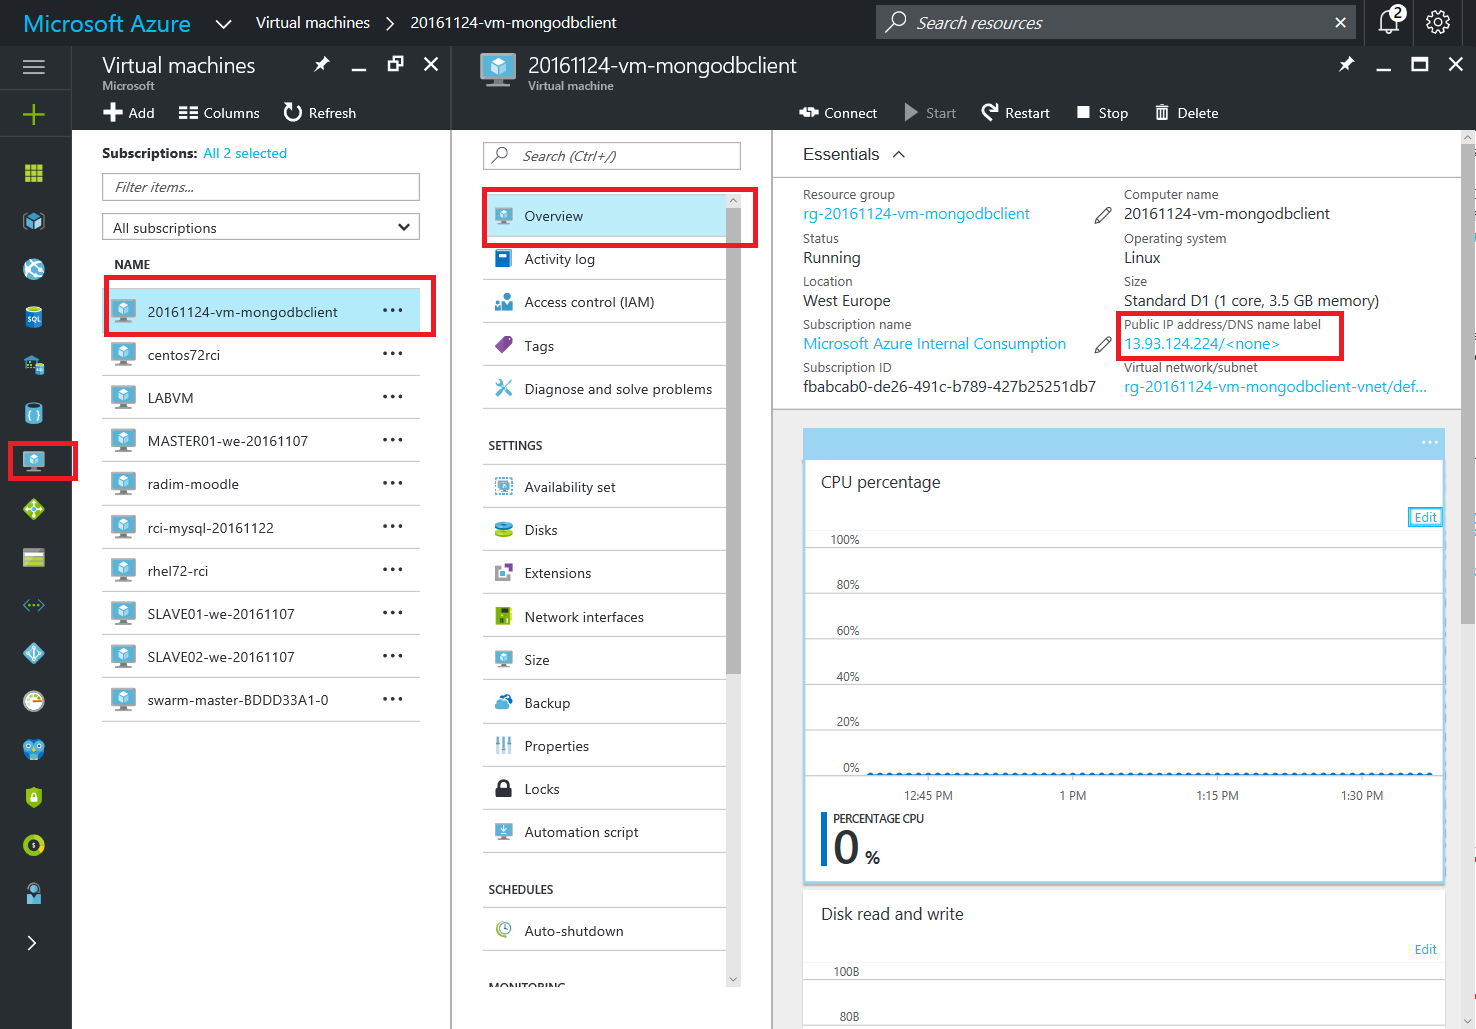 Microsoft Azure
Virtual machines
20161124-vm-mongodbclient
Search resources
2
Virtual machines
Microsoft
Add
Columns
Refresh
Subscriptions: All 2 selected
Filter items...
All subscriptions
NAME
20161124-vm-mongodbclient
centos72rci
LABVM
MASTER01-we-20161107
radim-moodle
rci-mysql-20161122
rhel72-rci
SLAVE01-we-20161107
SLAVE02-we-20161107
swarm-master-BDDD33A1-0
20161124-vm-mongodbclient
Virtual machine
Connect
Start
Restart
Stop
Delete
Search (Ctrl+/)
Overview
Activity log
Access control (IAM)
Tags
Diagnose and solve problems
SETTINGS
Availability set
Disks
Extensions
Network interfaces
Size
Backup
Properties
Locks
Automation script
SCHEDULES
Auto-shutdown
MONITORING
Essentials
Resource group
rg-20161124-vm-mongodbclient
Status
Running
Location
West Europe
Subscription name
Microsoft Azure Internal Consumption
Subscription ID
fbabcab0-de26-491c-b789-427b25251db7
Computer name
20161124-vm-mongodbclient
Operating system
Linux
Size
Standard D1 (1 core, 3.5 GB memory)
Public IP address/DNS name label
13.93.124.224/<none>
Virtual network/subnet
rg-20161124-vm-mongodbclient-vnet/def...
CPU percentage
Edit
100%
80%
60%
40%
20%
0%
12:45 PM
1 PM
1:15 PM
1:30 PM
PERCENTAGE CPU
0 %
Disk read and write
Edit
100B
80B